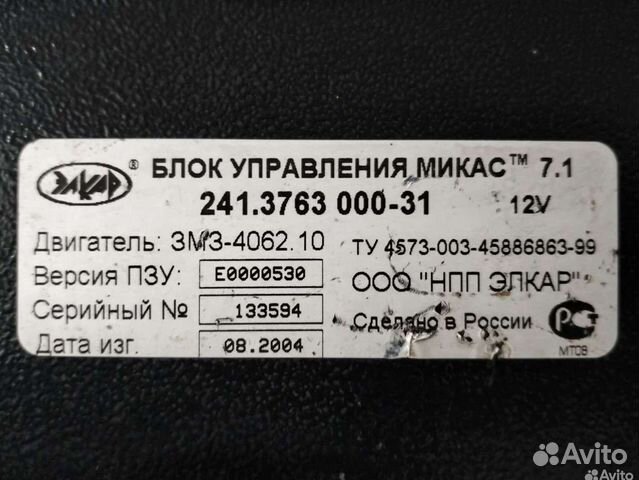 ЭЛКАР® БЛОК УПРАВЛЕНИЯ МИКАС™ 7.1
241.3763 000-31 12V
Двигатель: ЗМЗ-4062.10 ТУ 4573-003-45886863-99
Версия ПЗУ: E0000530 ООО "НПП ЭЛКАР"
Серийный № 133594 Сделано в России РСТ
Дата изг. 08.2004 МТ08
Avito
Avito